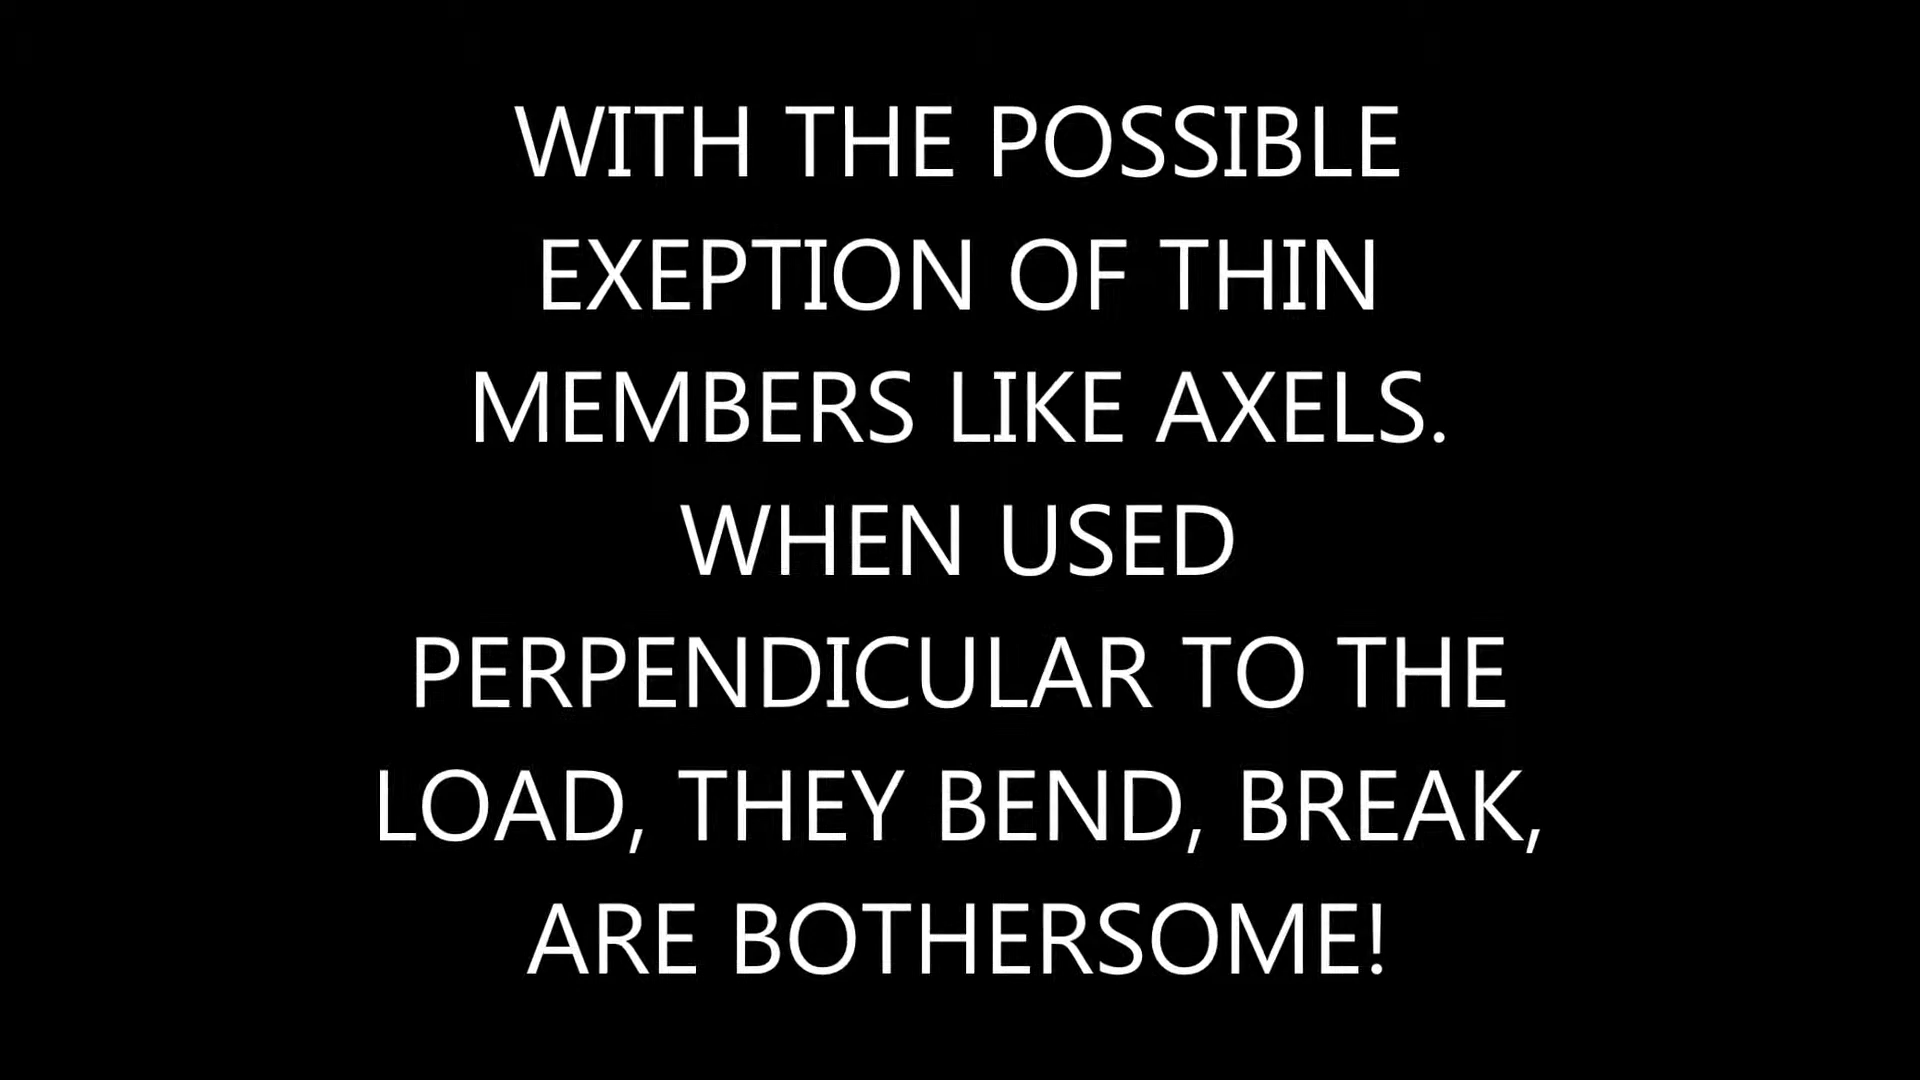 WITH THE POSSIBLE
EXEPTION OF THIN
MEMBERS LIKE AXELS.
WHEN USED
PERPENDICULAR TO THE
LOAD, THEY BEND, BREAK,
ARE BOTHERSOME!